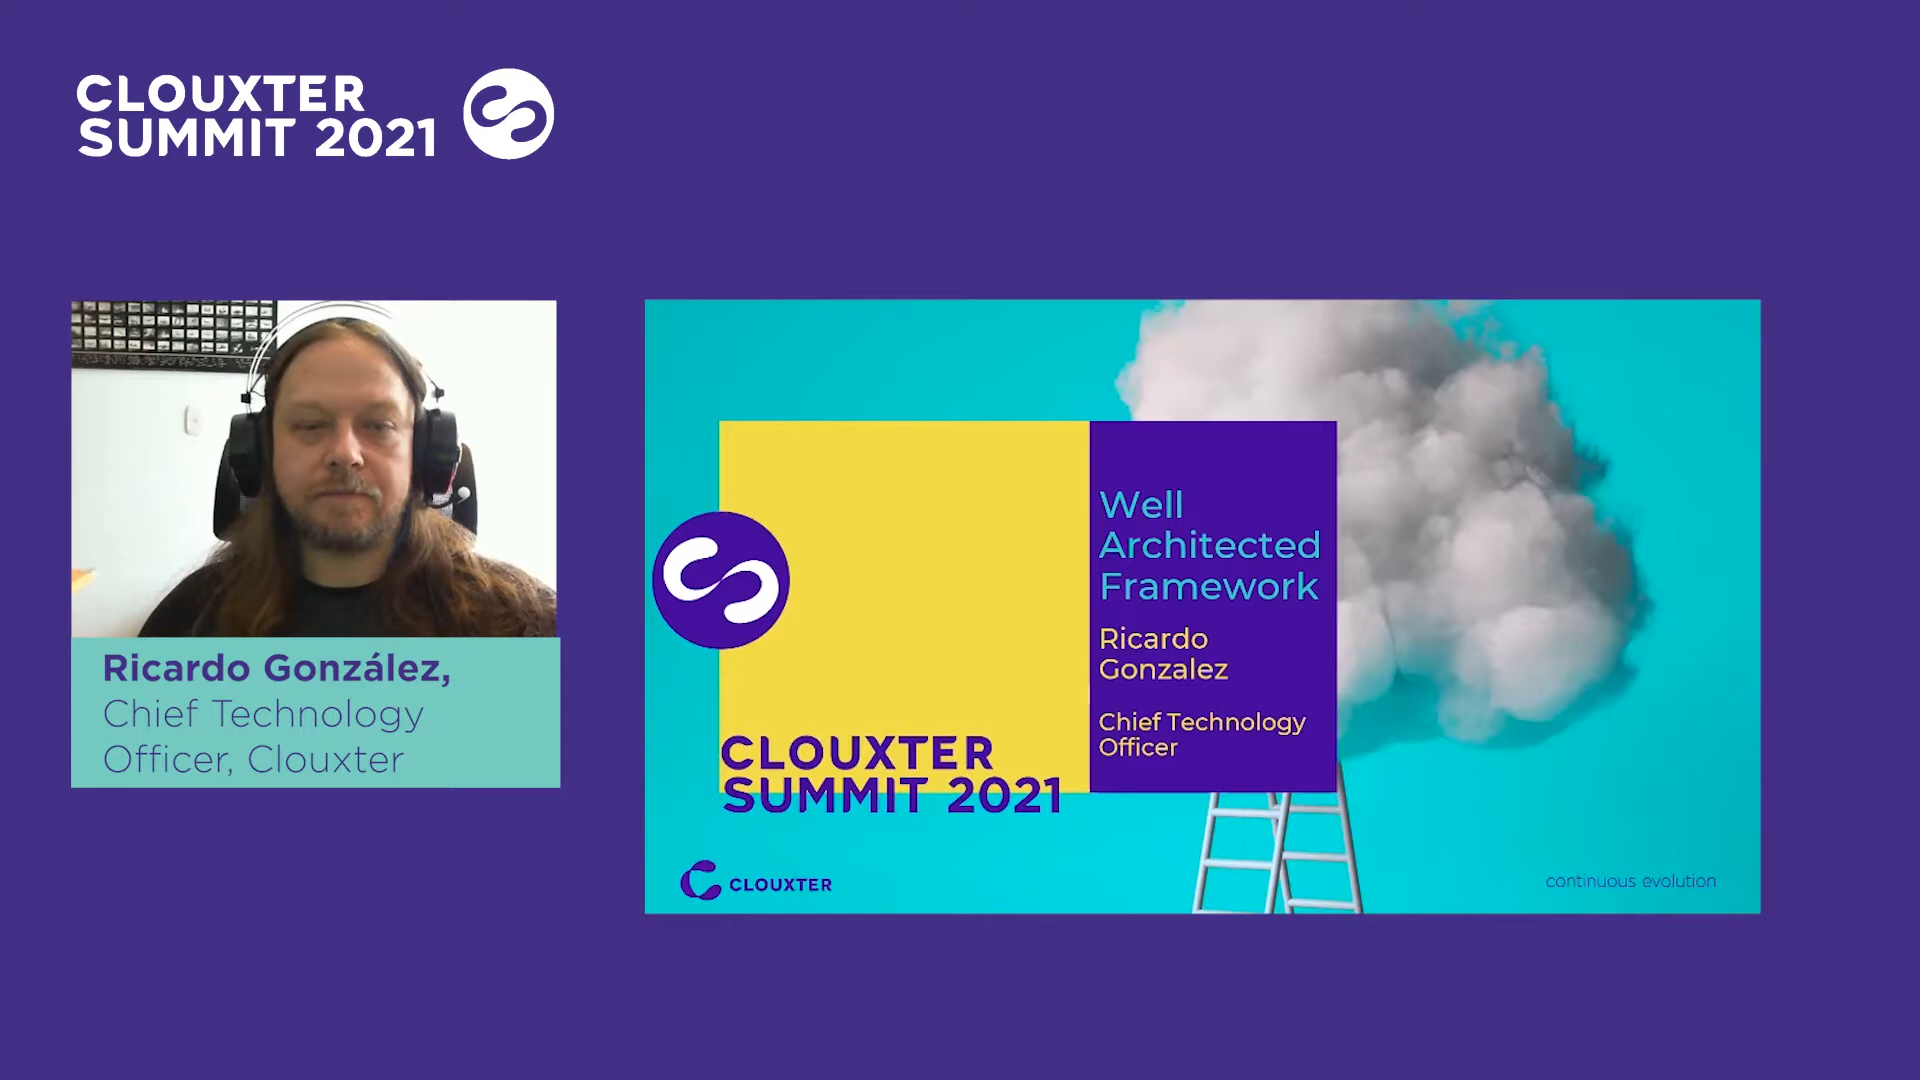 CLOUXTER
SUMMIT 2021
Ricardo González,
Chief Technology
Officer, Clouxter
Well
Architected
Framework
Ricardo
Gonzalez
Chief Technology
Officer
CLOUXTER
SUMMIT 2021
CLOUXTER
continuous evolution